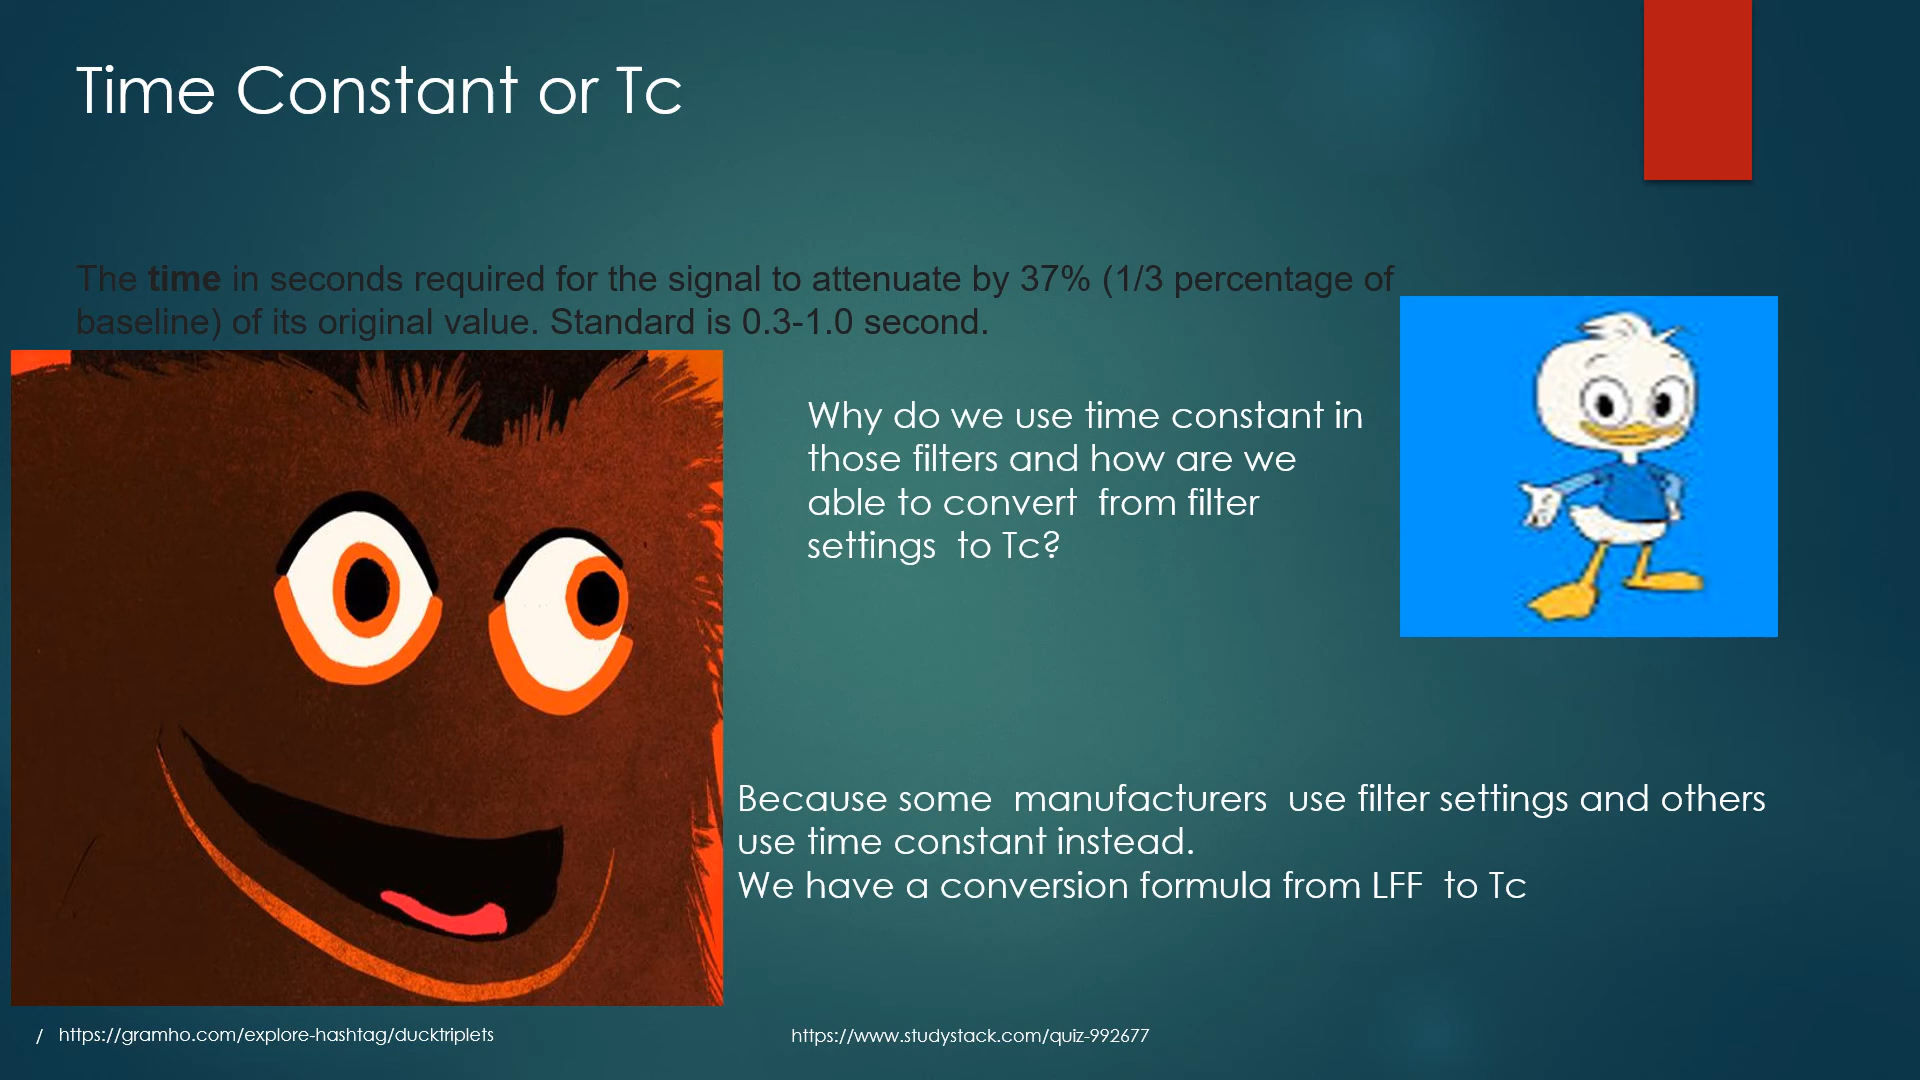 Time Constant or Tc
The time in seconds required for the signal to attenuate by 37% (1/3 percentage of
baseline) of its original value. Standard is 0.3-1.0 second.
Why do we use time constant in
those filters and how are we
able to convert  from filter
settings  to Tc?
Because some  manufacturers  use filter settings and others
use time constant instead.
We have a conversion formula from LFF  to Tc
/  https://gramho.com/explore-hashtag/ducktriplets
https://www.studystack.com/quiz-992677